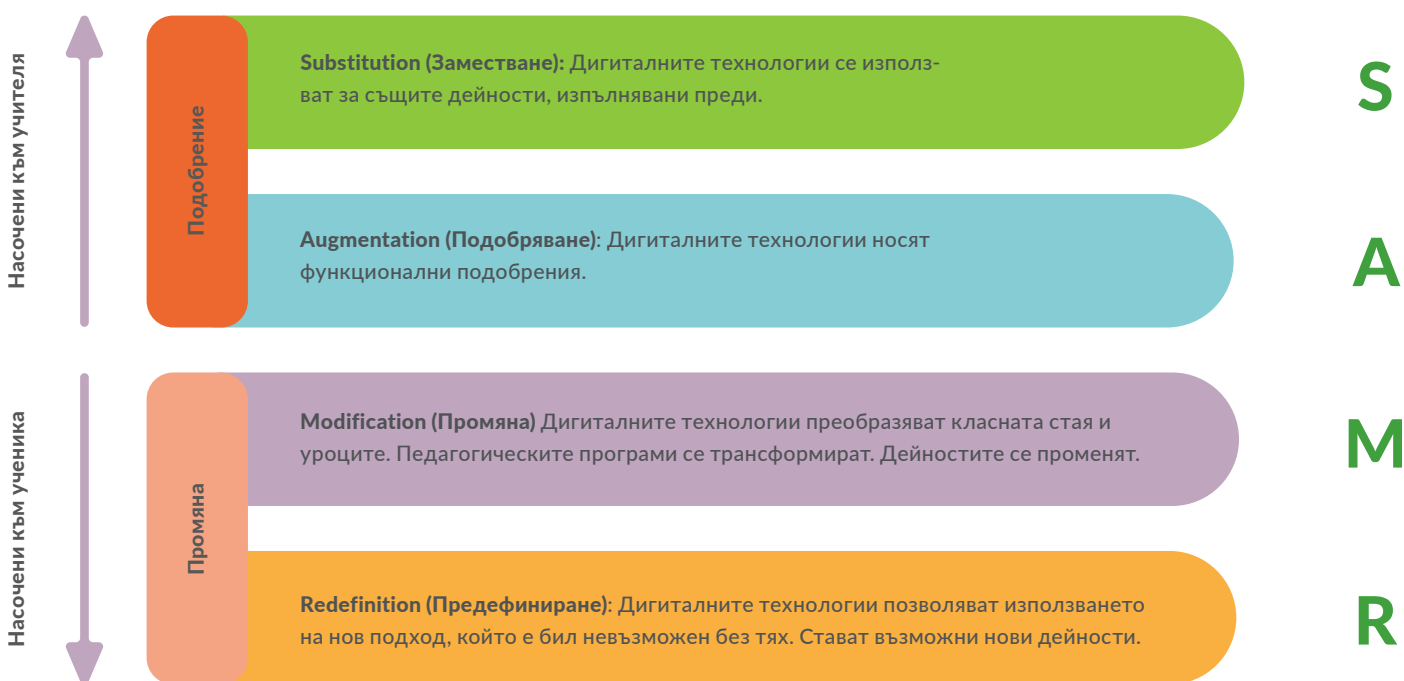 Насочени към учителя
Подобрение
Substitution (Заместване): Дигиталните технологии се използ-
ват за същите дейности, изпълнявани преди.
S
Augmentation (Подобряване): Дигиталните технологии носят
функционални подобрения.
A
Насочени към ученика
Промяна
Modification (Промяна) Дигиталните технологии преобразяват класната стая и
уроците. Педагогическите програми се трансформират. Дейностите се променят.
M
Redefinition (Предефиниране): Дигиталните технологии позволяват използването
на нов подход, който е бил невъзможен без тях. Стават възможни нови дейности.
R